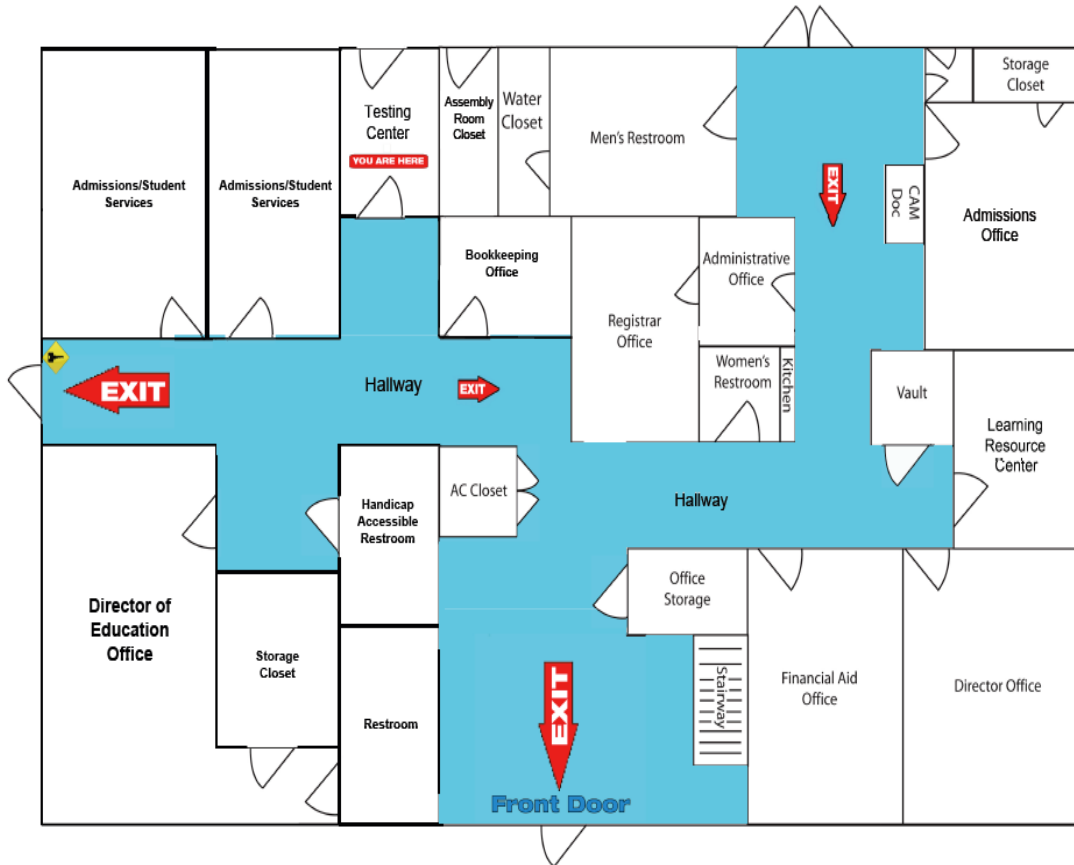 Storage
Closet
Testing
Center
YOU ARE HERE
Assembly
Room
Closet
Water
Closet
Men's Restroom
Admissions/Student
Services
Admissions/Student
Services
EXIT
CAM
Doc
Admissions
Office
Bookkeeping
Office
Administrative
Office
Registrar
Office
Women's
Restroom
Kitchen
Vault
EXIT
Hallway
EXIT
Learning
Resource
Center
AC Closet
Hallway
Handicap
Accessible
Restroom
Office
Storage
Director of
Education
Office
Storage
Closet
Restroom
EXIT
Stairway
Financial Aid
Office
Director Office
Front Door